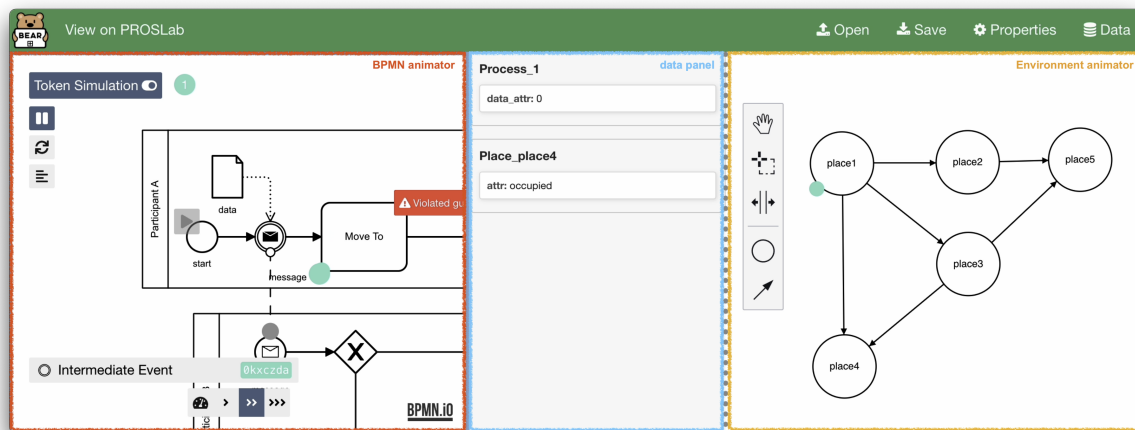 BEAR
View on PROSLab
Open
Save
Properties
Data
BPMN animator
Token Simulation
1
Participant A
data
start
message
Move To
Violated gu
X
Intermediate Event
0kxczda
BPMN.iO
data panel
Process_1
data_attr: 0
Place_place4
attr: occupied
Environment animator
place1
place2
place5
place3
place4